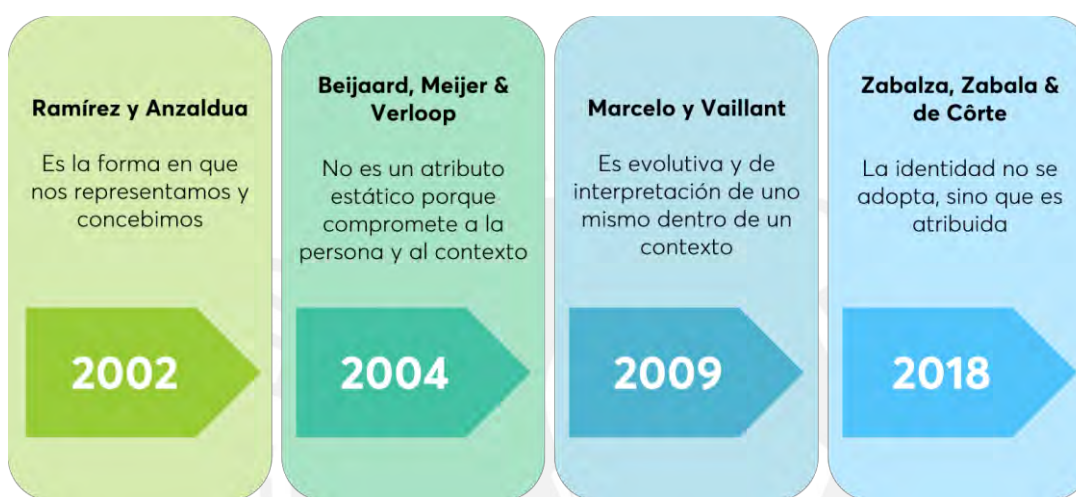 Ramírez y Anzaldua
Es la forma en que
nos representamos y
concebimos
2002
Beijaard, Meijer &
Verloop
No es un atributo
estático porque
compromete a la
persona y al contexto
2004
Marcelo y Vaillant
Es evolutiva y de
interpretación de uno
mismo dentro de un
contexto
2009
Zabalza, Zabala &
de Côrte
La identidad no se
adopta, sino que es
atribuida
2018